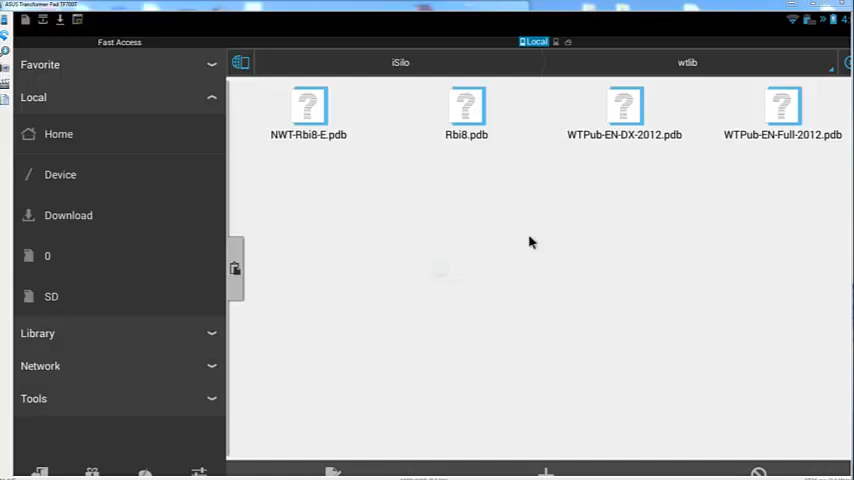 ASUS Transformer Pad TF700T
Fast Access
Local
Favorite
iSilo
wtlib
Local
Home
Device
Download
0
SD
Library
Network
Tools
NWT-Rbi8-E.pdb
Rbi8.pdb
WTPub-EN-DX-2012.pdb
WTPub-EN-Full-2012.pdb